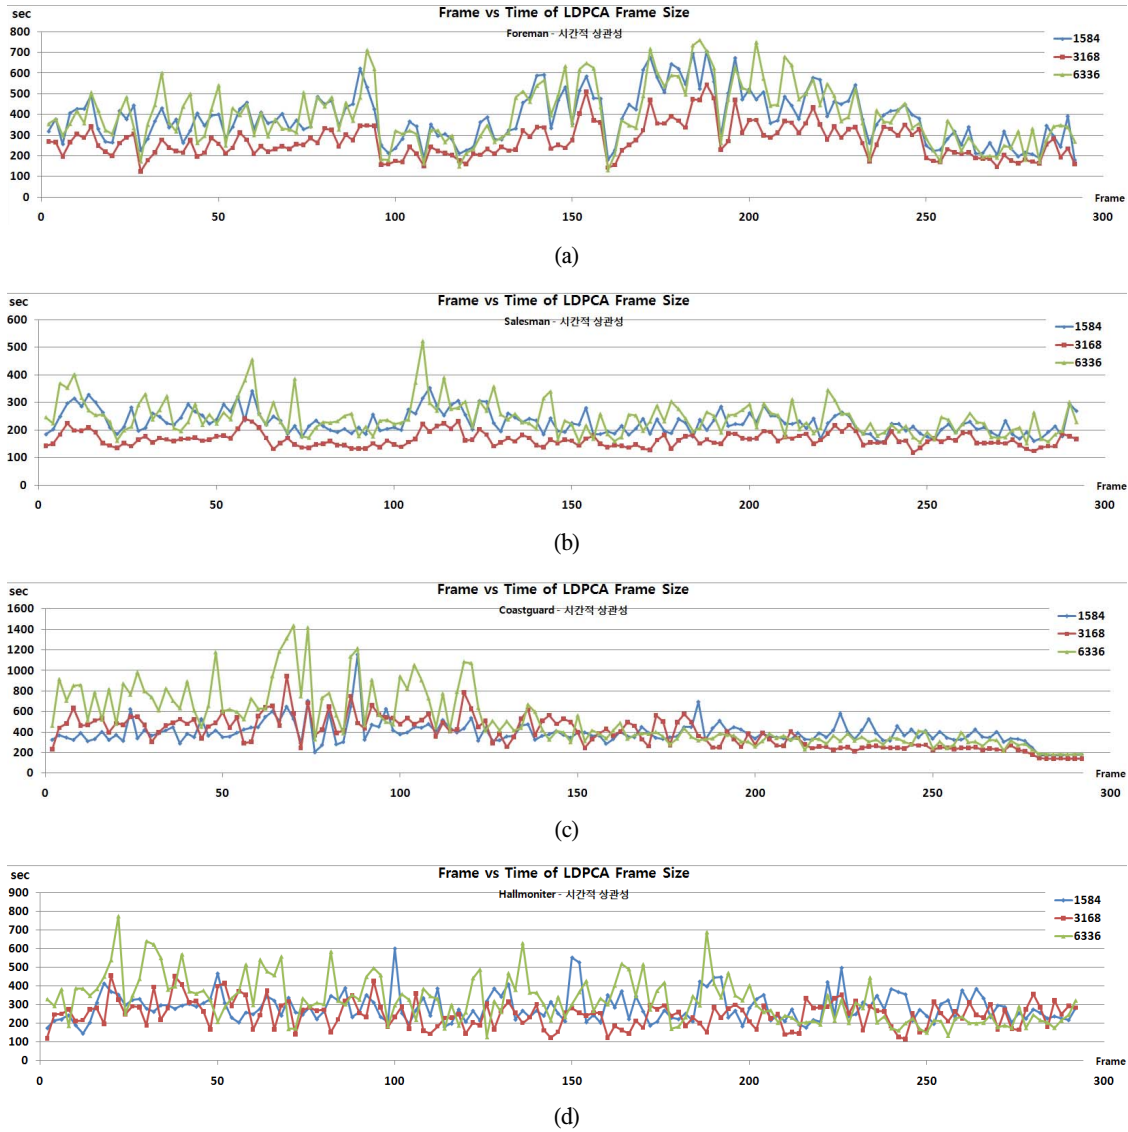 Frame vs Time of LDPCA Frame Size
sec
Foreman - 시간적 상관성
800
700
600
500
400
300
200
100
0
1584
3168
6336
Frame
0 50 100 150 200 250 300
(a)
Frame vs Time of LDPCA Frame Size
sec
Salesman - 시간적 상관성
600
500
400
300
200
100
0
1584
3168
6336
Frame
0 50 100 150 200 250 300
(b)
Frame vs Time of LDPCA Frame Size
sec
Coastguard - 시간적 상관성
1600
1400
1200
1000
800
600
400
200
0
1584
3168
6336
Frame
0 50 100 150 200 250 300
(c)
Frame vs Time of LDPCA Frame Size
sec
Hallmoniter - 시간적 상관성
900
800
700
600
500
400
300
200
100
0
1584
3168
6336
Frame
0 50 100 150 200 250 300
(d)